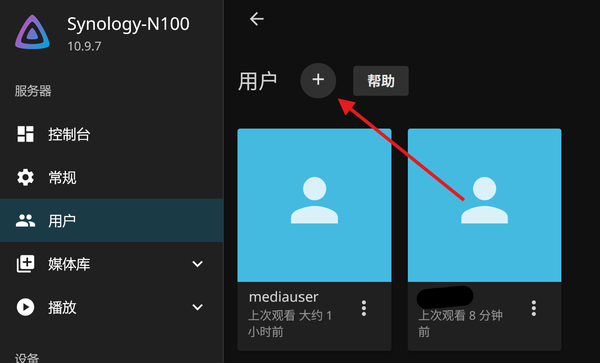 Synology-N100
10.9.7
服务器
控制台
常规
用户
媒体库
播放
设备
用户
帮助
mediauser
上次观看 大约 1
小时前
上次观看 8 分钟
前